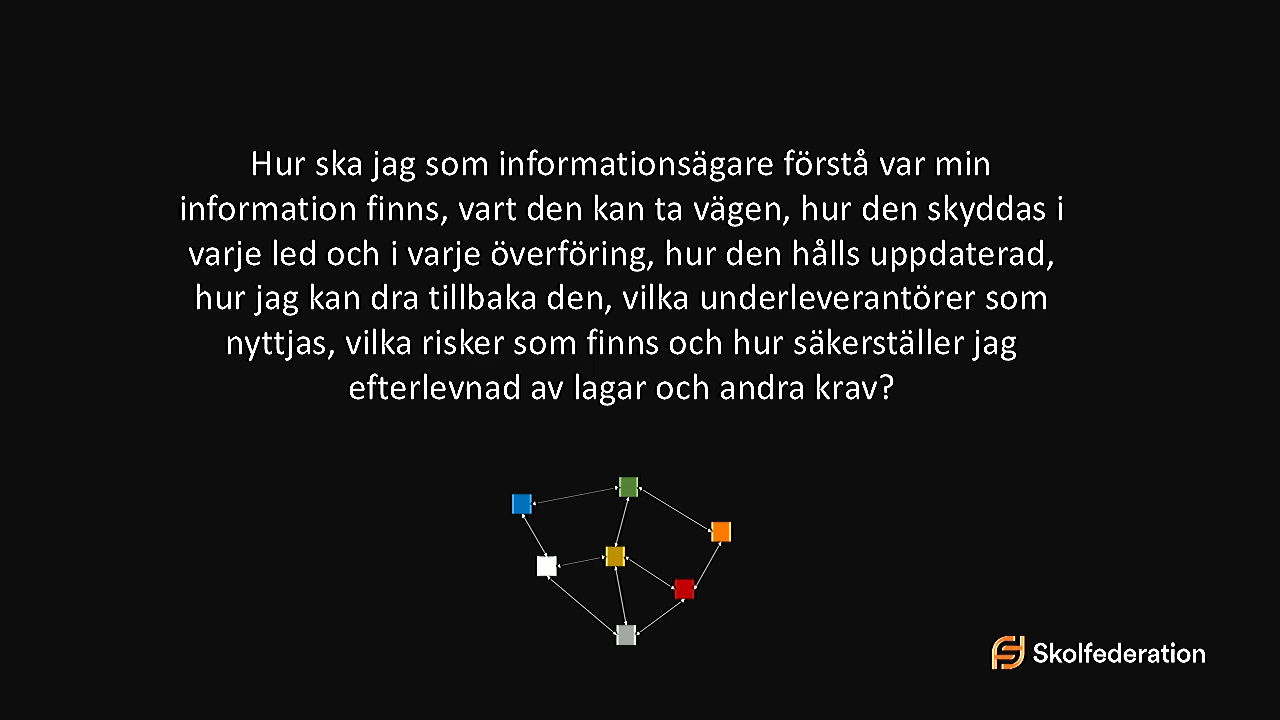 Hur ska jag som informationsägare förstå var min
information finns, vart den kan ta vägen, hur den skyddas i
varje led och i varje överföring, hur den hålls uppdaterad,
hur jag kan dra tillbaka den, vilka underleverantörer som
nyttjas, vilka risker som finns och hur säkerställer jag
efterlevnad av lagar och andra krav?
Skolfederation